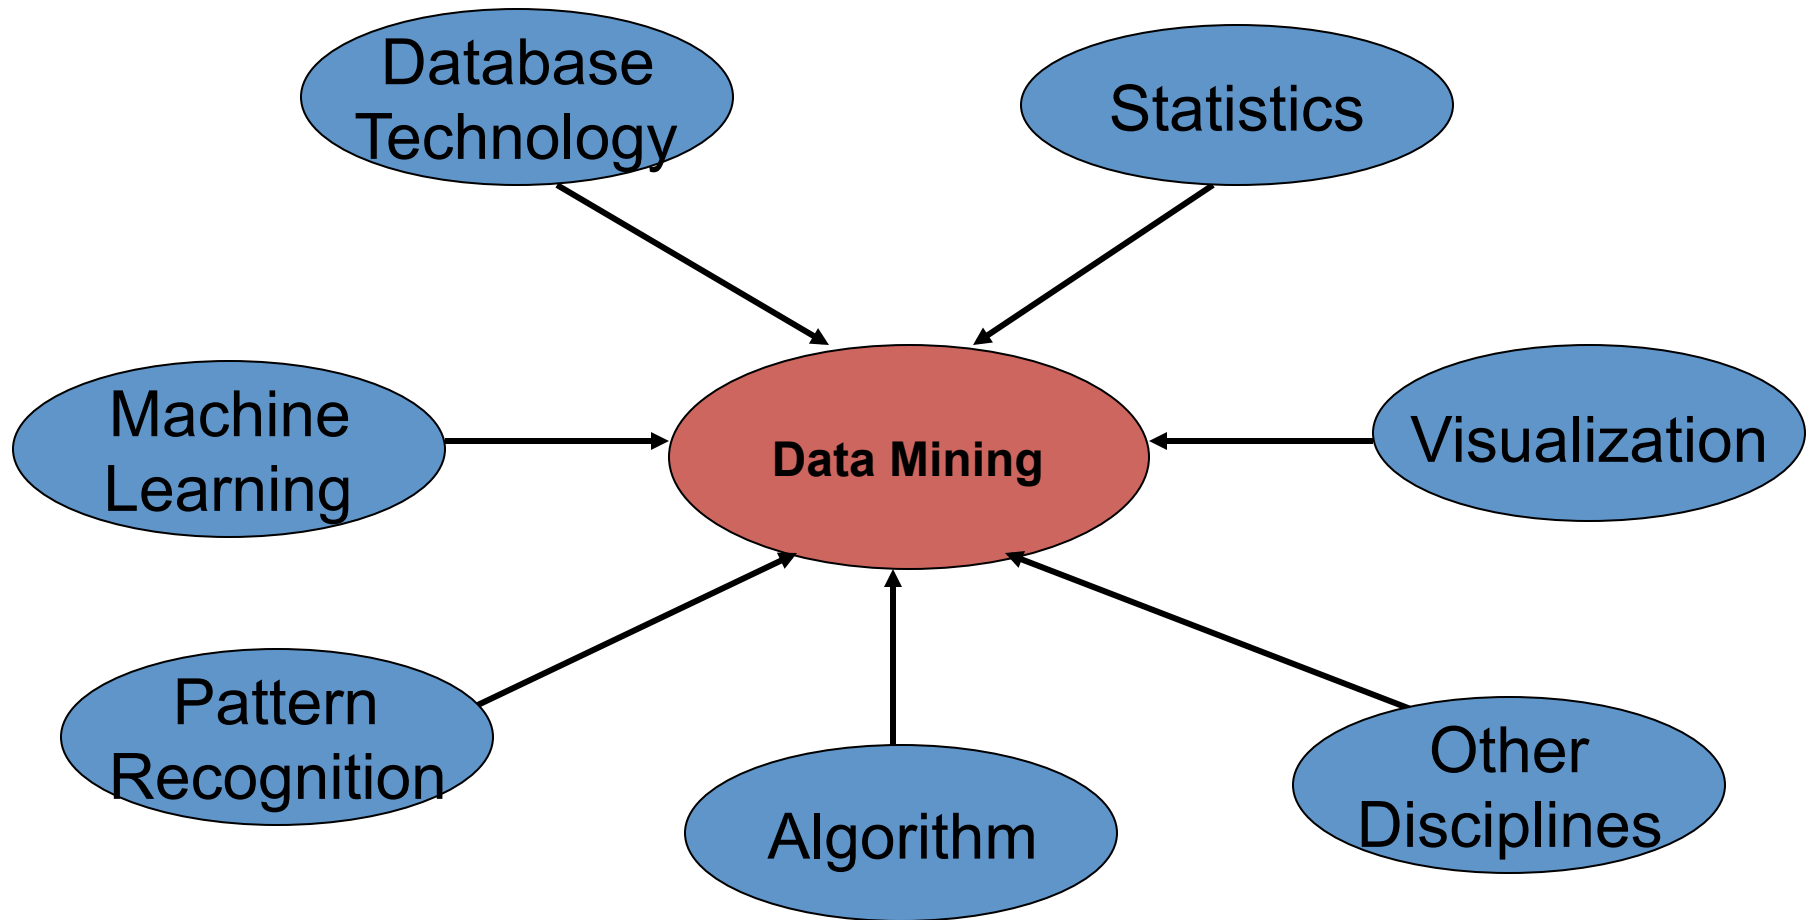 Database
Technology
Statistics
Machine
Learning
Data Mining
Visualization
Pattern
Recognition
Algorithm
Other
Disciplines